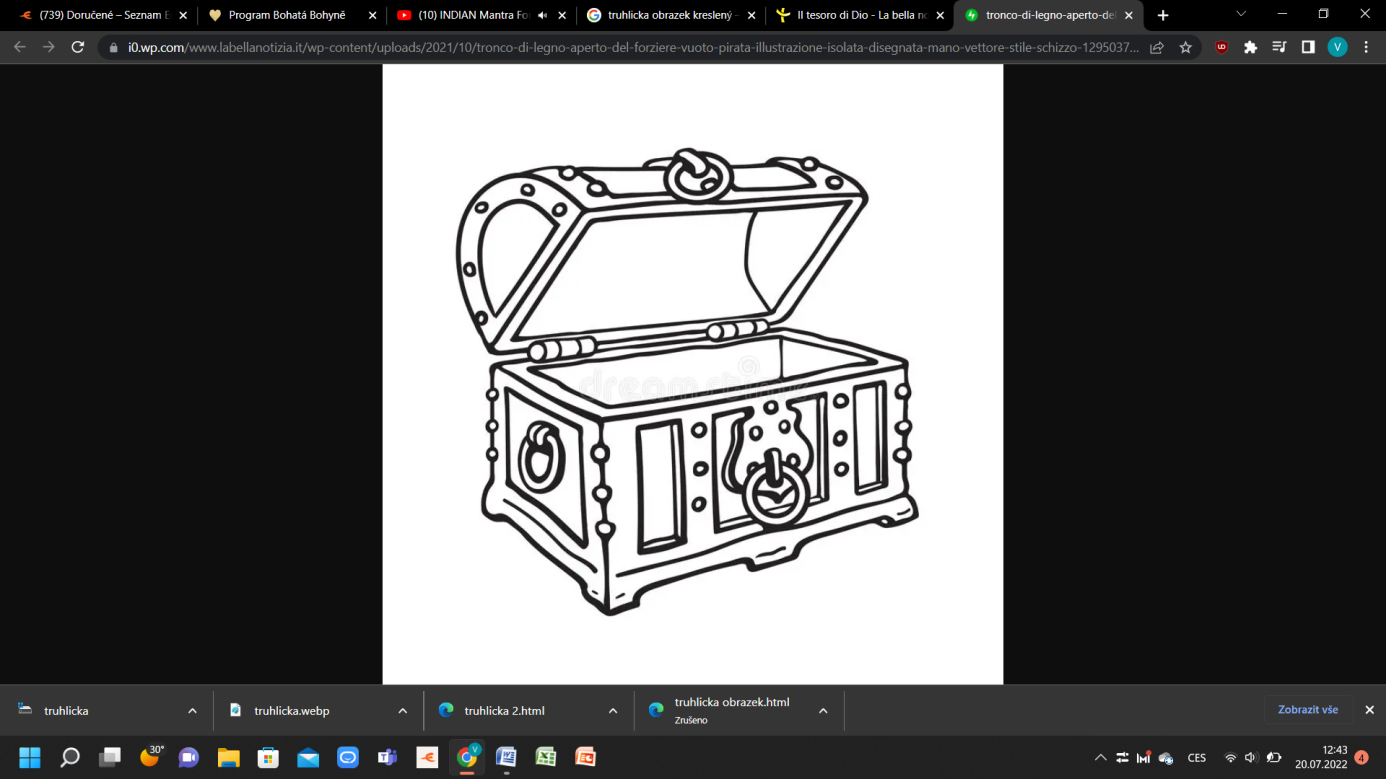 (739) Doručené – Seznam E
Program Bohatá Bohyně
(10) INDIAN Mantra For
truhlicka obrazek kreslený –
Il tesoro di Dio - La bella no
tronco-di-legno-aperto-del
i0.wp.com/www.labellanotizia.it/wp-content/uploads/2021/10/tronco-di-legno-aperto-del-forziere-vuoto-pirata-illustrazione-isolata-disegnata-mano-vettore-stile-schizzo-1295037...
V
truhlicka
truhlicka.webp
truhlicka 2.html
truhlicka obrazek.html
Zrušeno
Zobrazit vše
30°
V
CES
12:43
20.07.2022
4